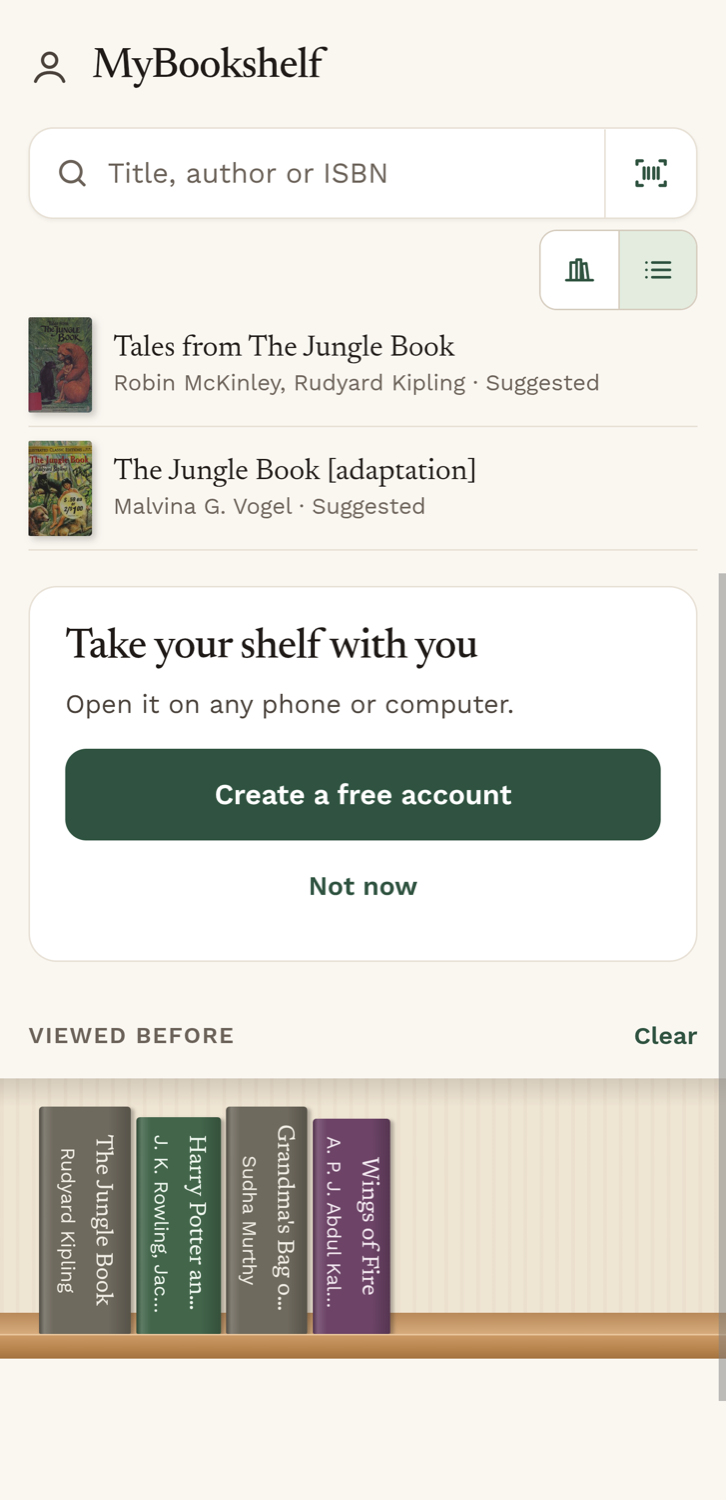 MyBookshelf
Title, author or ISBN
Tales from The Jungle Book
Robin McKinley, Rudyard Kipling · Suggested
The Jungle Book [adaptation]
Malvina G. Vogel · Suggested
Take your shelf with you
Open it on any phone or computer.
Create a free account
Not now
VIEWED BEFORE
Clear
The Jungle Book
Rudyard Kipling
Harry Potter an...
J. K. Rowling, Jac...
Grandma's Bag o...
Sudha Murthy
Wings of Fire
A. P. J. Abdul Kal...